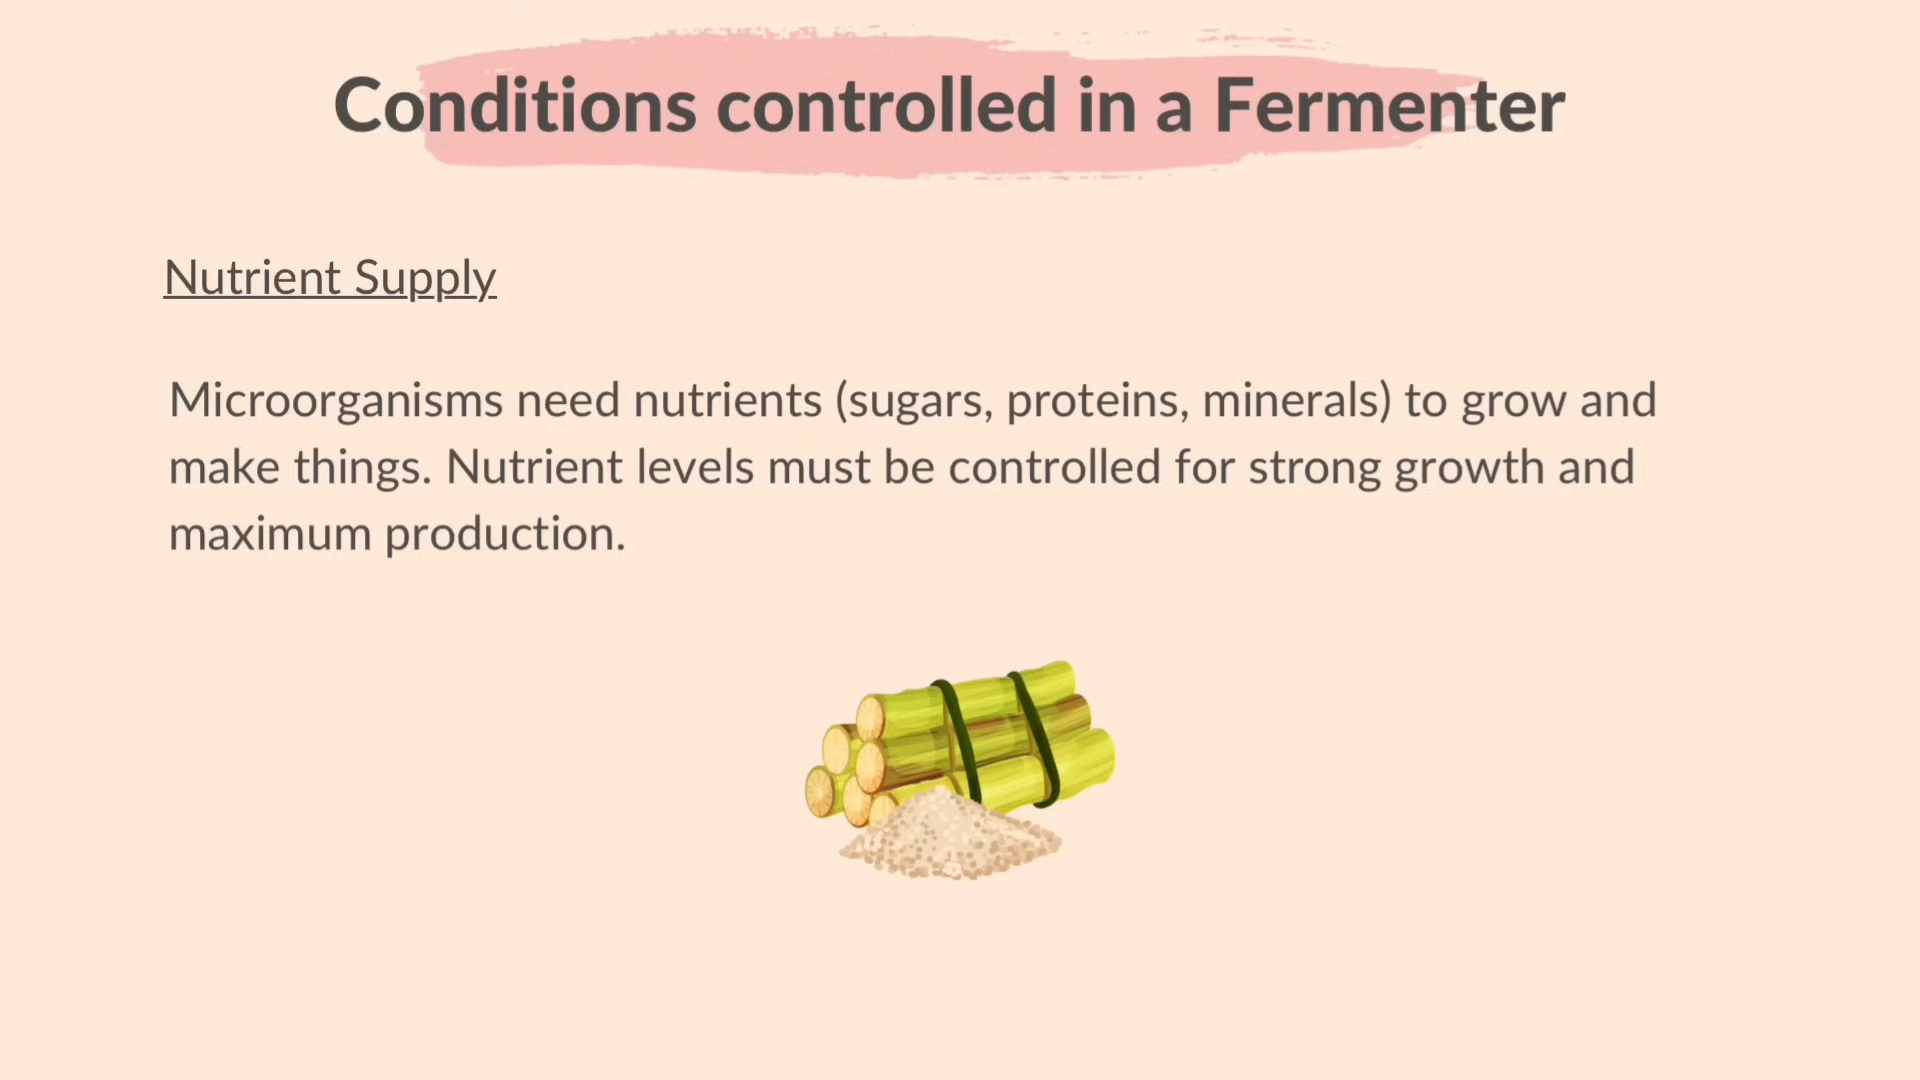 Conditions controlled in a Fermenter
Nutrient Supply
Microorganisms need nutrients (sugars, proteins, minerals) to grow and
make things. Nutrient levels must be controlled for strong growth and
maximum production.